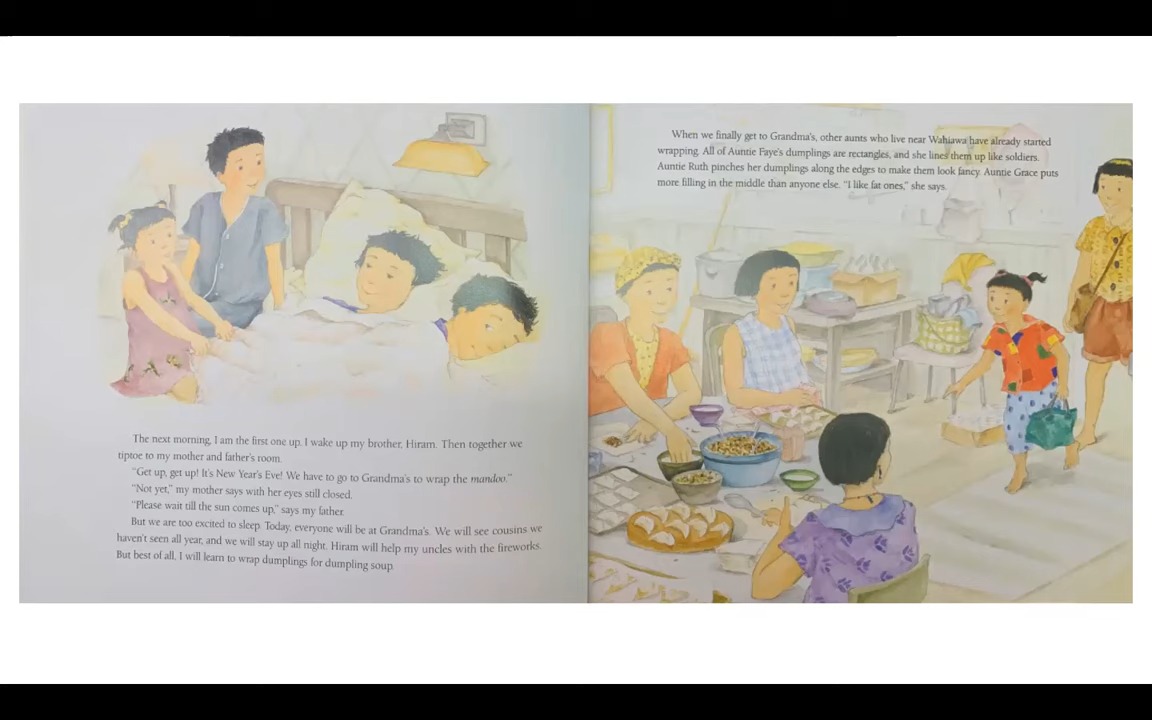 The next morning, I am the first one up. I wake up my brother, Hiram. Then together we
tiptoe to my mother and father's room.
"Get up, get up! It's New Year's Eve! We have to go to Grandma's to wrap the mandoo."
"Not yet," my mother says with her eyes still closed.
"Please wait till the sun comes up," says my father.
But we are too excited to sleep. Today, everyone will be at Grandma's. We will see cousins we
haven't seen all year, and we will stay up all night. Hiram will help my uncles with the fireworks.
But best of all, I will learn to wrap dumplings for dumpling soup.
When we finally get to Grandma's, other aunts who live near Wahiawa have already started
wrapping. All of Auntie Faye's dumplings are rectangles, and she lines them up like soldiers.
Auntie Ruth pinches her dumplings along the edges to make them look fancy. Auntie Grace puts
more filling in the middle than anyone else. "I like fat ones," she says.